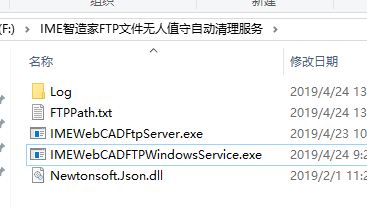 组织
新建
(F:) > IME智造家FTP文件无人值守自动清理服务 >
名称 修改日期
Log 2019/4/24 13
FTPPath.txt 2019/4/24 13
IMEWebCADFtpServer.exe 2019/4/23 10
IMEWebCADFTPWindowsService.exe 2019/4/24 9:2
Newtonsoft.Json.dll 2019/2/1 11:2